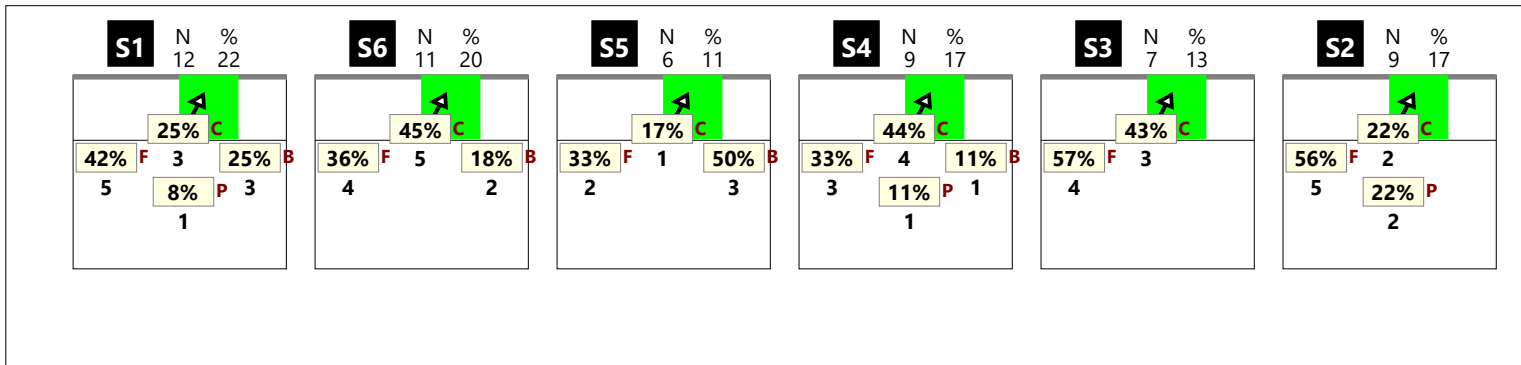 S1 N % S6 N % S5 N % S4 N % S3 N % S2 N %
12 22 11 20 6 11 9 17 7 13 9 17
25% C 45% C 17% C 44% C 43% C 22% C
42% F 3 25% B 36% F 5 18% B 33% F 1 50% B 33% F 4 11% B 57% F 3 56% F 2
5 8% P 3 4 2 2 3 3 11% P 1 4 5 22% P
1 1 2